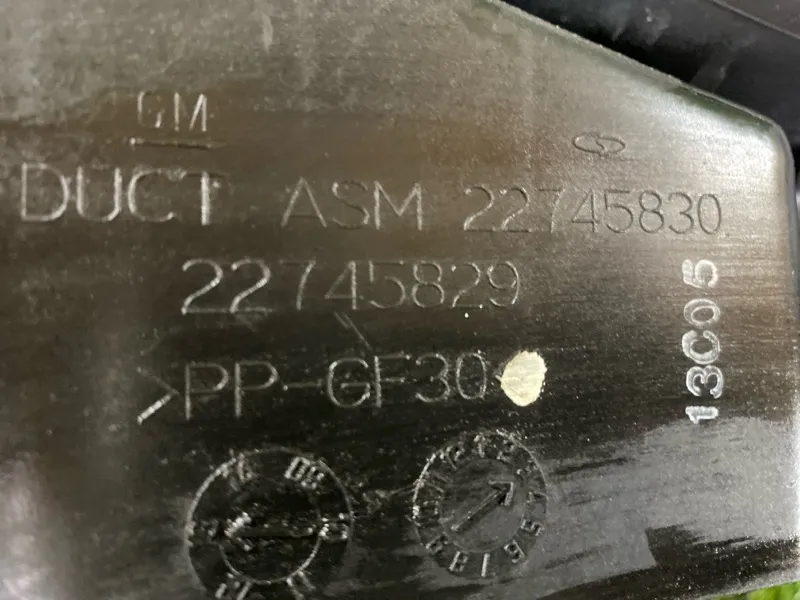 GM
DUCT ASM 22745830
22745829
>PP-GF30
13C05